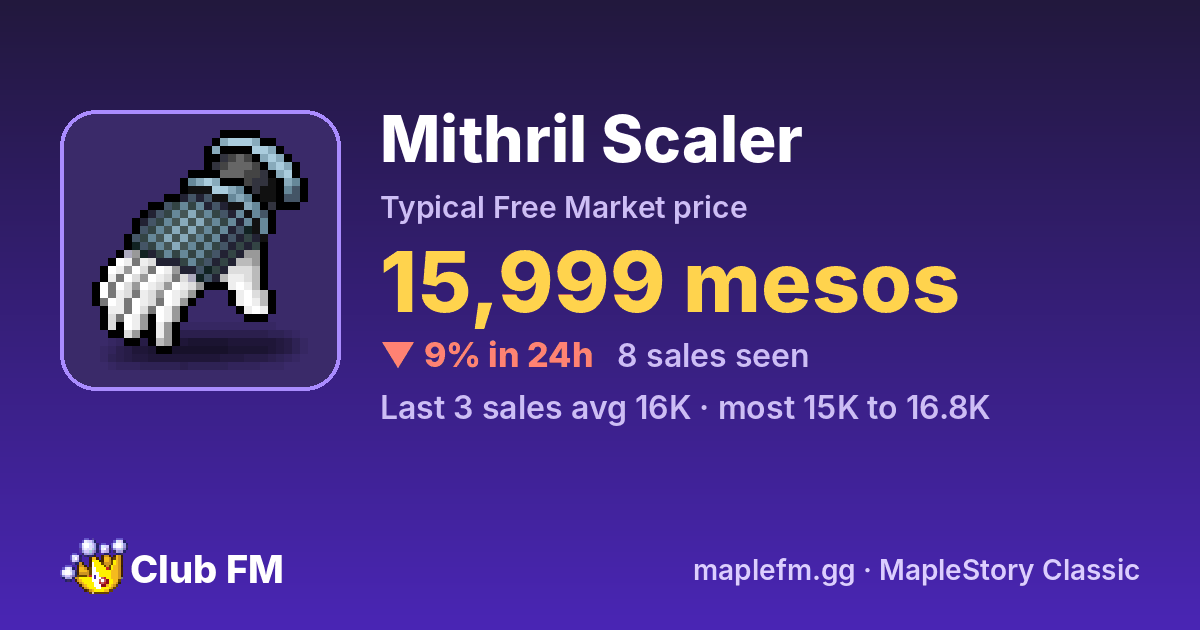 Mithril Scaler
Typical Free Market price
15,999 mesos
▼ 9% in 24h 8 sales seen
Last 3 sales avg 16K · most 15K to 16.8K
Club FM
maplefm.gg · MapleStory Classic